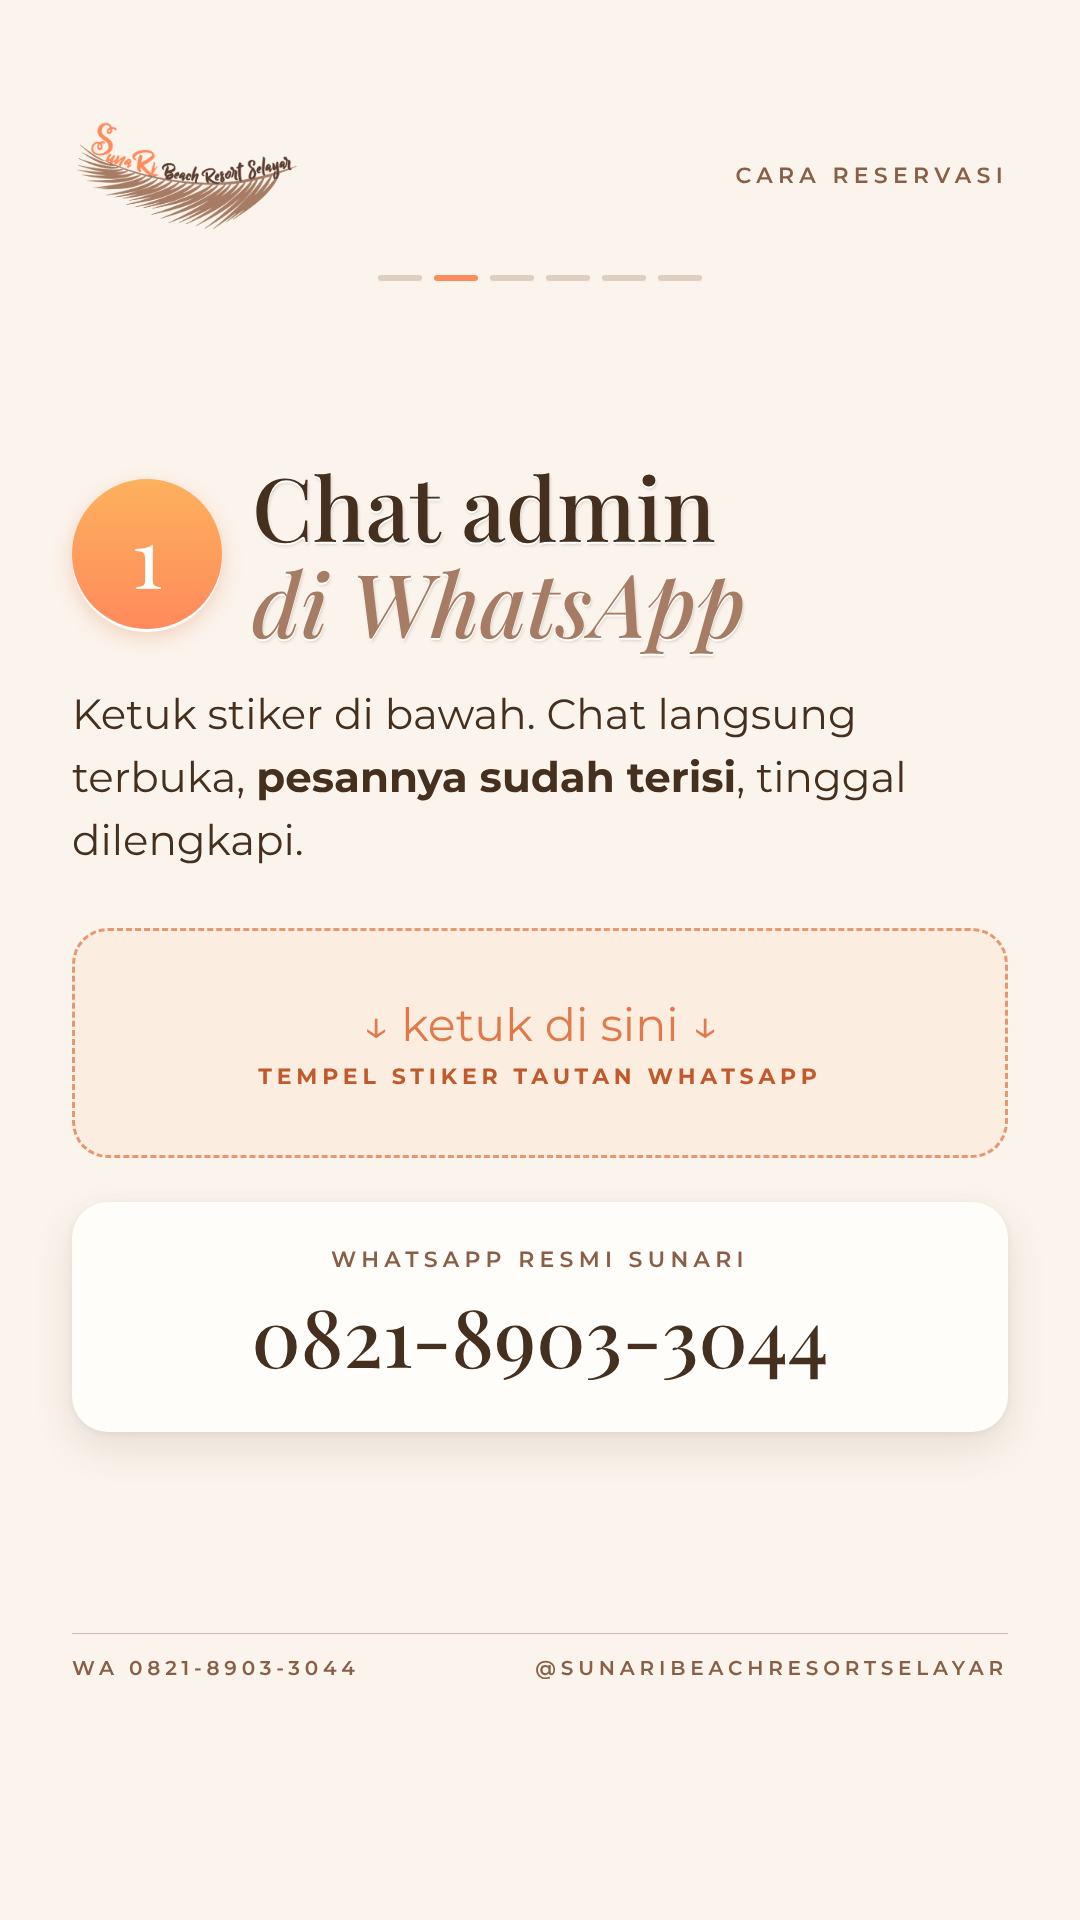 SunaRi Beach Resort Selayar
CARA RESERVASI
1
Chat admin
di WhatsApp
Ketuk stiker di bawah. Chat langsung
terbuka, pesannya sudah terisi, tinggal
dilengkapi.
↓ ketuk di sini ↓
TEMPEL STIKER TAUTAN WHATSAPP
WHATSAPP RESMI SUNARI
0821-8903-3044
WA 0821-8903-3044
@SUNARIBEACHRESORTSELAYAR